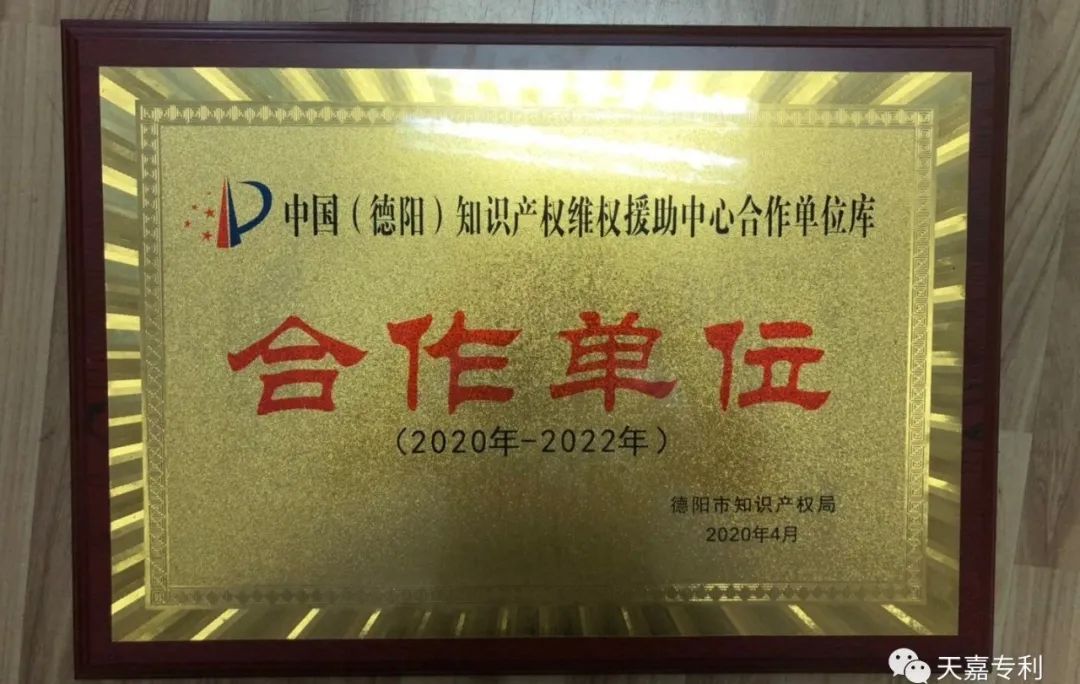 中国（德阳）知识产权维权援助中心合作单位库
合作单位
（2020年-2022年）
德阳市知识产权局
2020年4月
天嘉专利